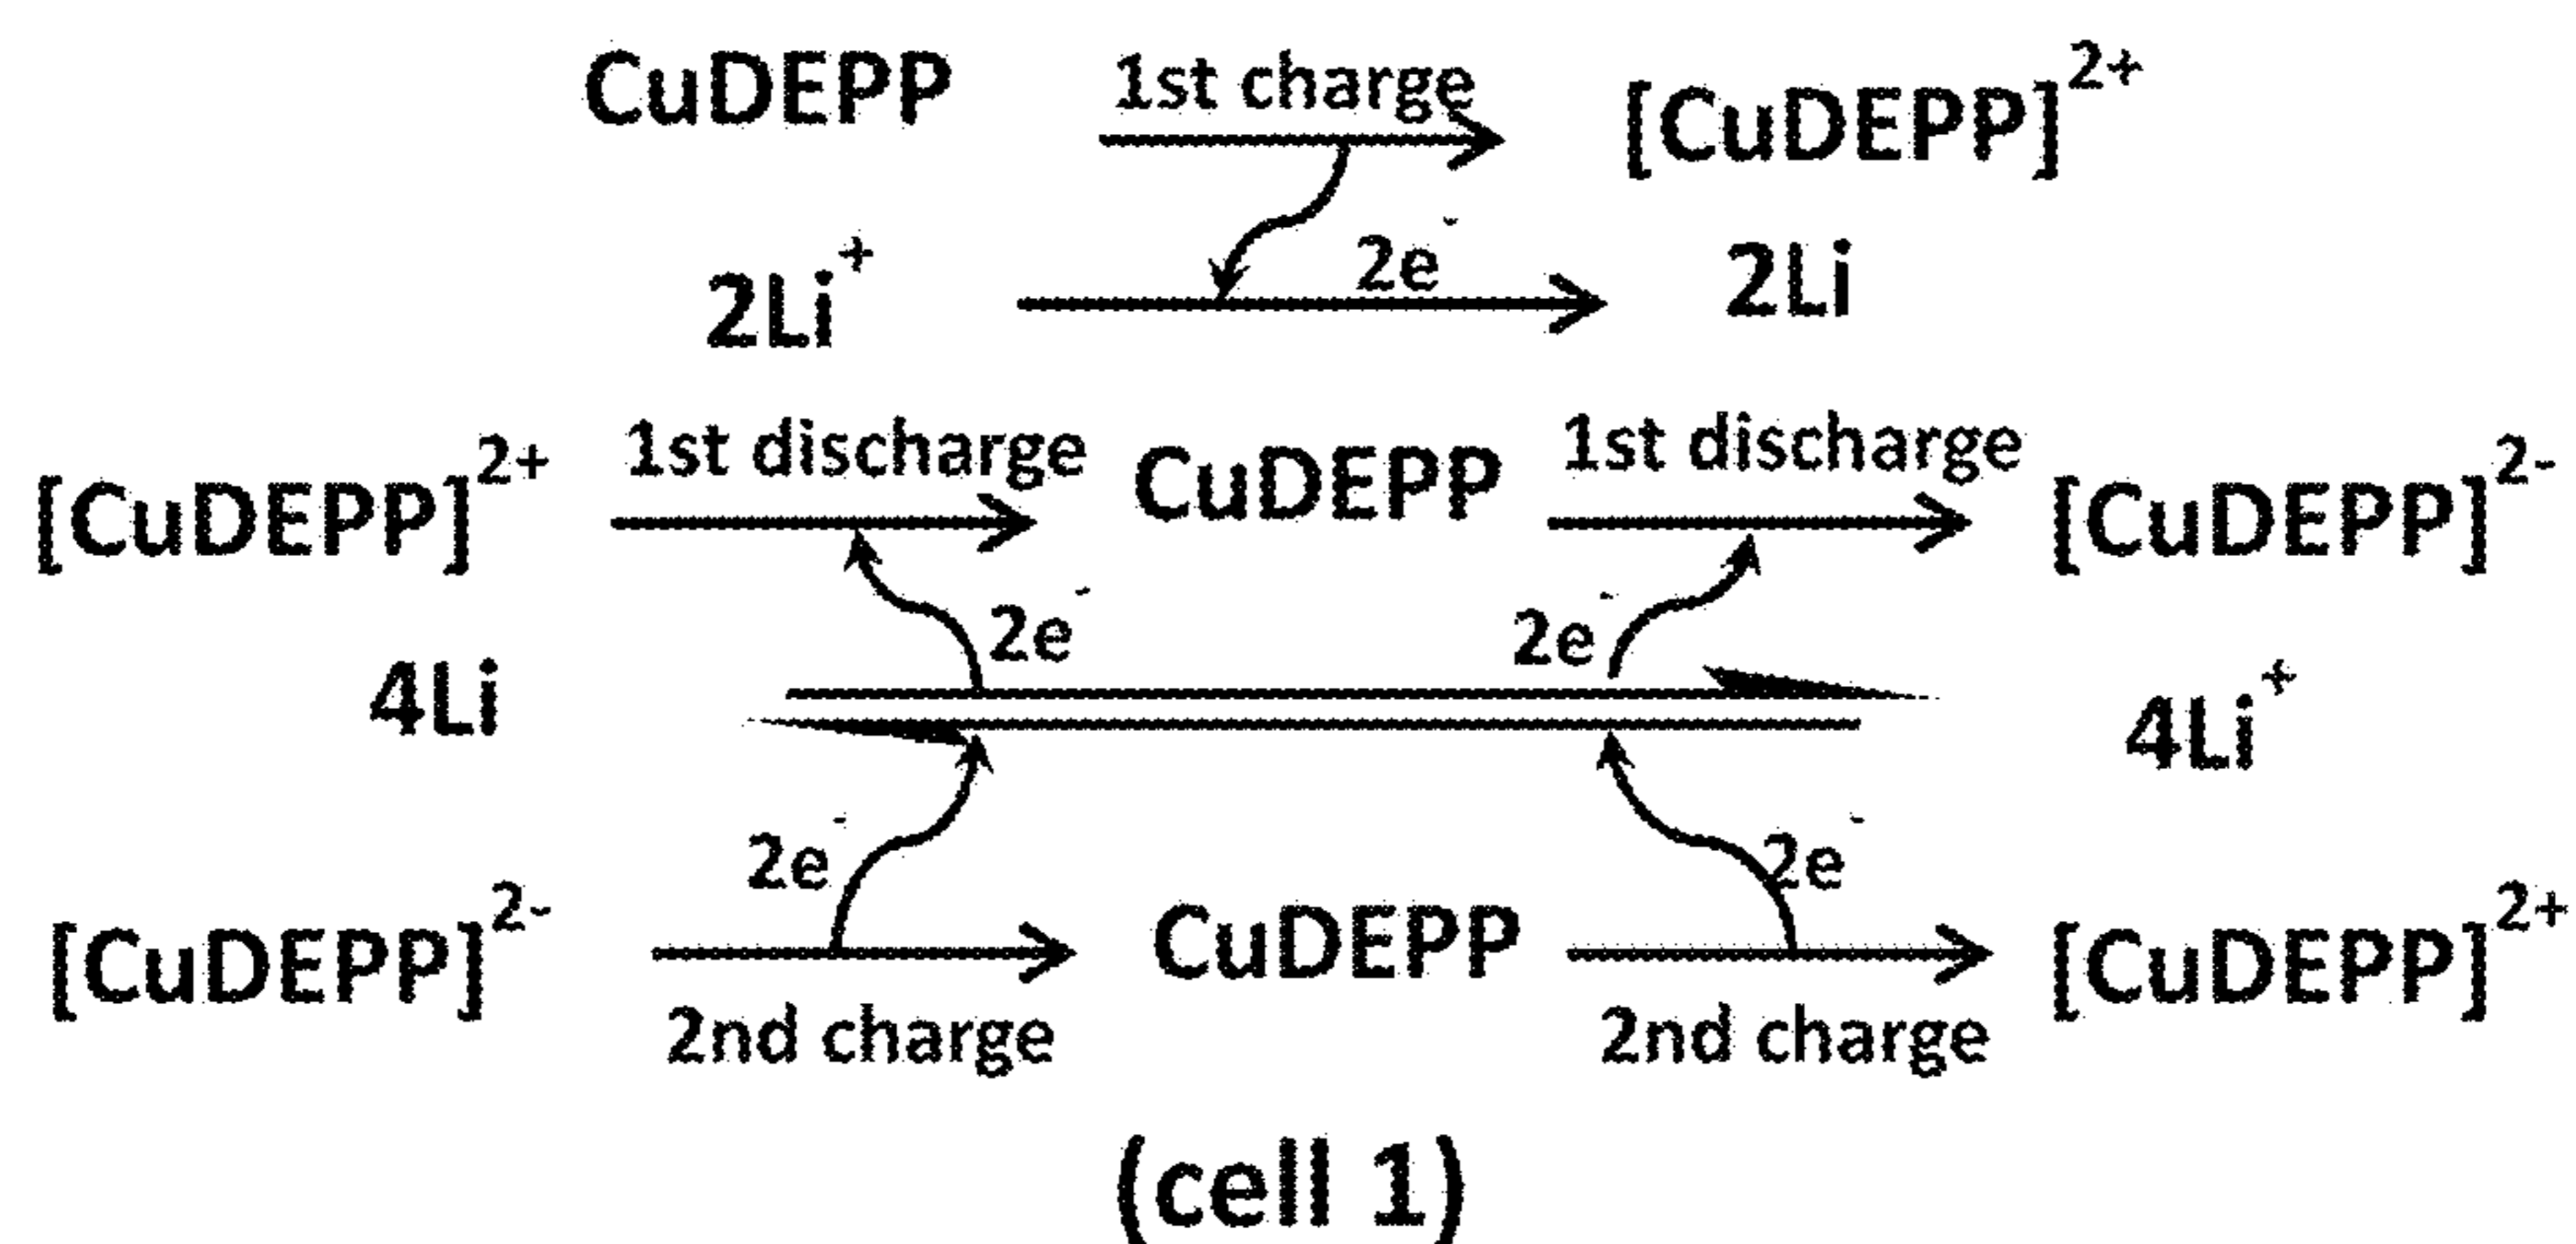 CuDEPP 1st charge [CuDEPP]²⁺
2Li⁺ 2e⁻ 2Li
[CuDEPP]²⁺ 1st discharge CuDEPP 1st discharge [CuDEPP]²⁻
2e⁻ 2e⁻
4Li 4Li⁺
2e⁻ 2e⁻
[CuDEPP]²⁻ CuDEPP [CuDEPP]²⁺
2nd charge 2nd charge
(cell 1)